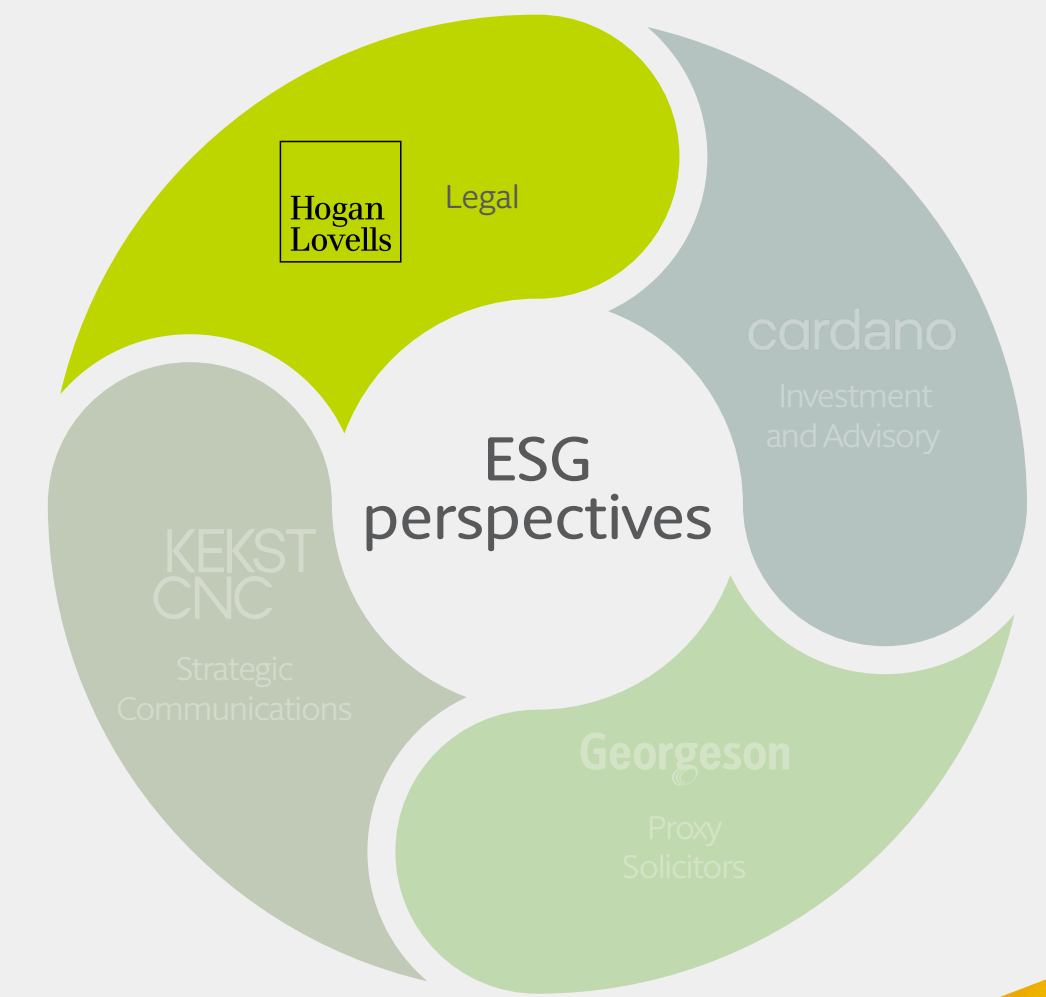 Hogan
Lovells
Legal
cardano
Investment
and Advisory
ESG
perspectives
KEKST
CNC
Strategic
Communications
Georgeson
Proxy
Solicitors